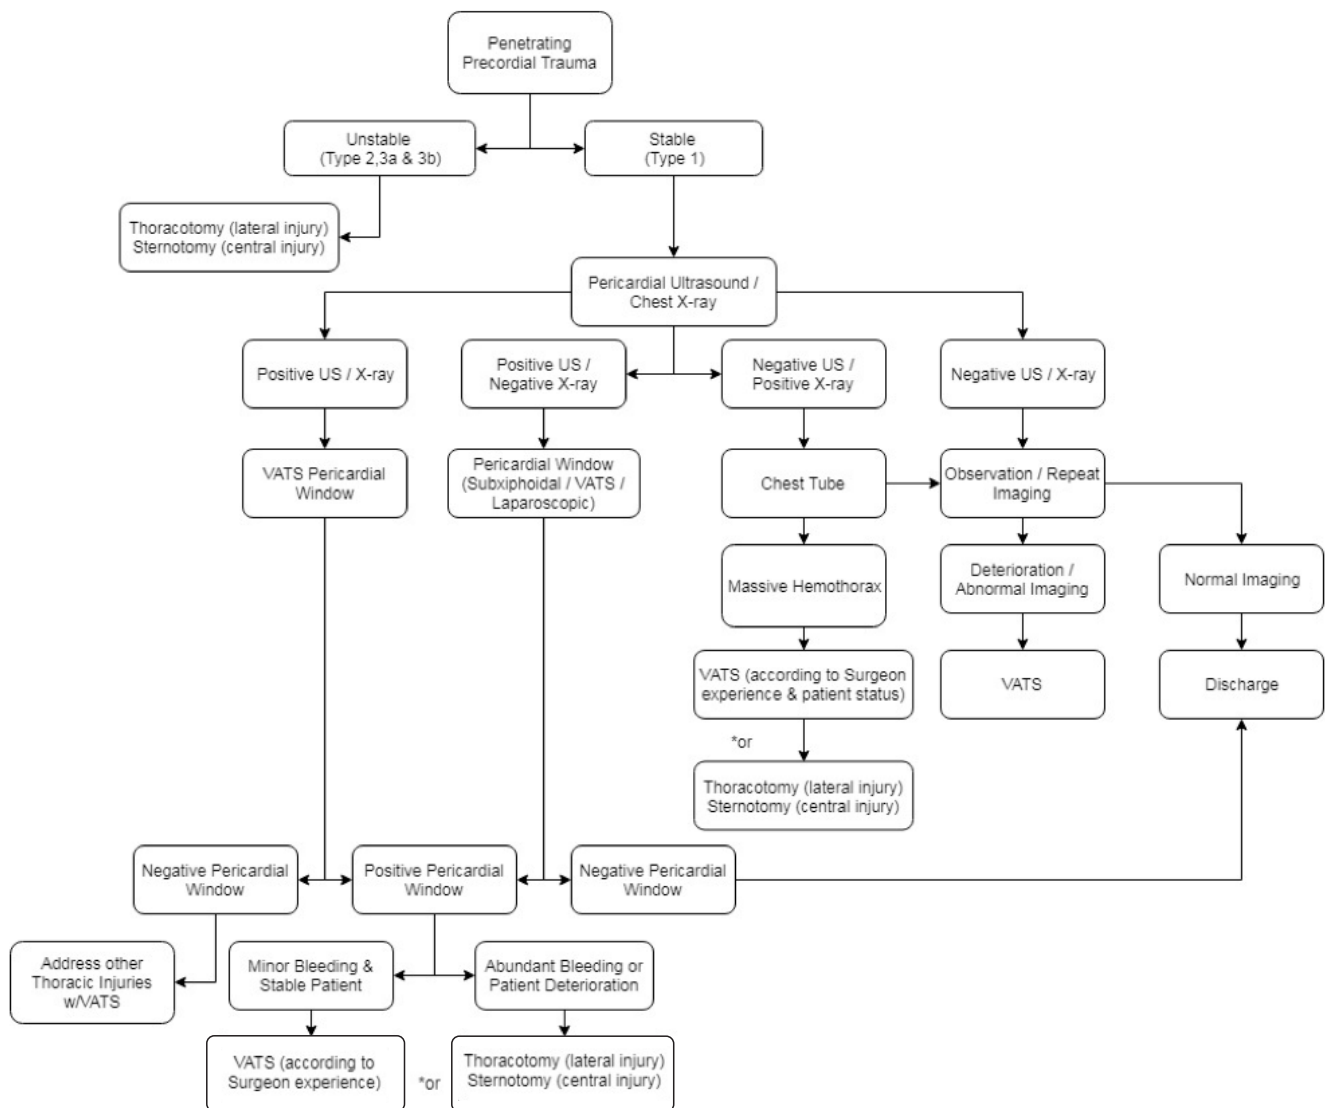 Penetrating
Precordial Trauma
Unstable
(Type 2,3a & 3b)
Stable
(Type 1)
Thoracotomy (lateral injury)
Sternotomy (central injury)
Pericardial Ultrasound /
Chest X-ray
Positive US / X-ray
Positive US /
Negative X-ray
Negative US /
Positive X-ray
Negative US / X-ray
VATS Pericardial
Window
Pericardial Window
(Subxiphoidal / VATS /
Laparoscopic)
Chest Tube
Observation / Repeat
Imaging
Massive Hemothorax
Deterioration /
Abnormal Imaging
Normal Imaging
VATS (according to Surgeon
experience & patient status)
VATS
Discharge
*or
Thoracotomy (lateral injury)
Sternotomy (central injury)
Negative Pericardial
Window
Positive Pericardial
Window
Negative Pericardial
Window
Address other
Thoracic Injuries
w/VATS
Minor Bleeding &
Stable Patient
Abundant Bleeding or
Patient Deterioration
VATS (according to
Surgeon experience)
*or
Thoracotomy (lateral injury)
Sternotomy (central injury)